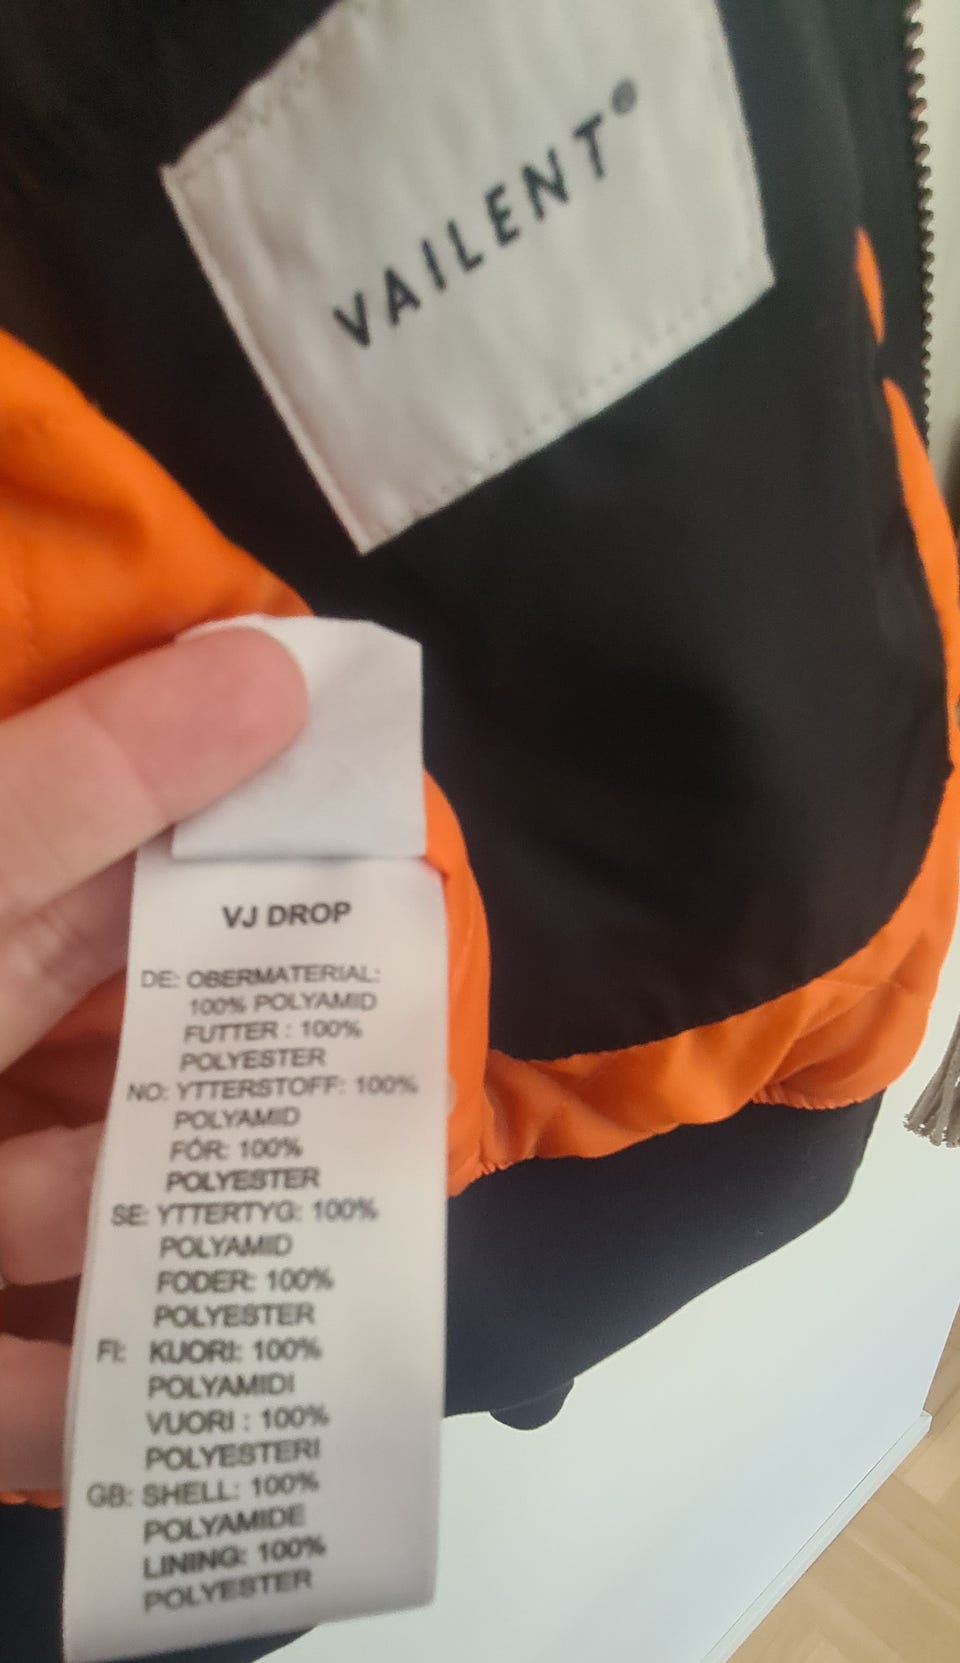 VAILENT®
VJ DROP
DE: OBERMATERIAL:
100% POLYAMID
FUTTER : 100%
POLYESTER
NO: YTTERSTOFF: 100%
POLYAMID
FÓR: 100%
POLYESTER
SE: YTTERTYG: 100%
POLYAMID
FODER: 100%
POLYESTER
FI: KUORI: 100%
POLYAMIDI
VUORI : 100%
POLYESTERI
GB: SHELL: 100%
POLYAMIDE
LINING: 100%
POLYESTER